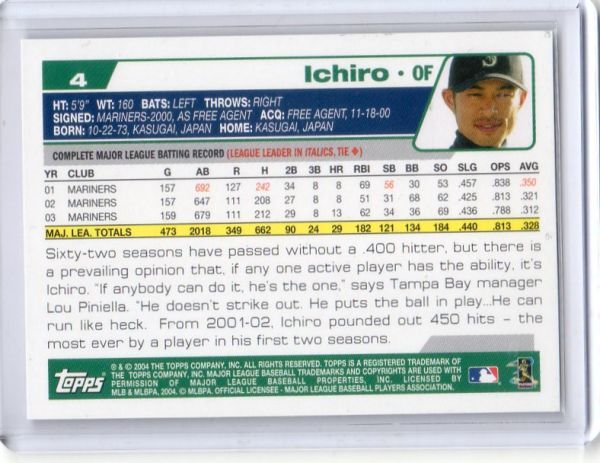 4
Ichiro · OF
HT: 5'9" WT: 160 BATS: LEFT THROWS: RIGHT
SIGNED: MARINERS-2000, AS FREE AGENT ACQ: FREE AGENT, 11-18-00
BORN: 10-22-73, KASUGAI, JAPAN HOME: KASUGAI, JAPAN
COMPLETE MAJOR LEAGUE BATTING RECORD (LEAGUE LEADER IN ITALICS, TIE ♦)
YR CLUB G AB R H 2B 3B HR RBI SB BB SO SLG OPS AVG
01 MARINERS 157 692 127 242 34 8 8 69 56 30 53 .457 .838 .350
02 MARINERS 157 647 111 208 27 8 8 51 31 68 62 .425 .813 .321
03 MARINERS 159 679 111 212 29 8 13 62 34 36 69 .436 .788 .312
MAJ. LEA. TOTALS 473 2018 349 662 90 24 29 182 121 134 184 .440 .813 .328
Sixty-two seasons have passed without a .400 hitter, but there is
a prevailing opinion that, if any one active player has the ability, it's
Ichiro. "If anybody can do it, he's the one," says Tampa Bay manager
Lou Piniella. "He doesn't strike out. He puts the ball in play...He can
run like heck. From 2001-02, Ichiro pounded out 450 hits – the
most ever by a player in his first two seasons.
topps
® & © 2004 THE TOPPS COMPANY, INC. ALL RIGHTS RESERVED. TOPPS IS A REGISTERED TRADEMARK OF
THE TOPPS COMPANY, INC. MAJOR LEAGUE BASEBALL TRADEMARKS AND COPYRIGHTS ARE USED WITH
PERMISSION OF MAJOR LEAGUE BASEBALL PROPERTIES, INC. LICENSED BY
MLB & MLBPA, 2004. © MLBPA. OFFICIAL LICENSEE - MAJOR LEAGUE BASEBALL PLAYERS ASSOCIATION.